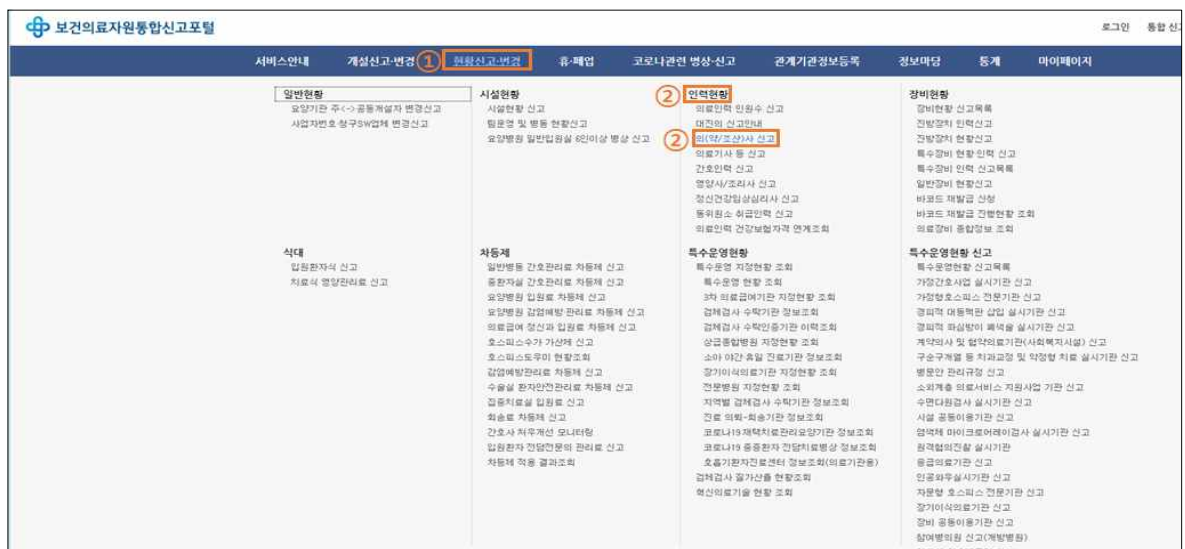 보건의료자원통합신고포털
로그인 통합 신고
서비스안내 개설신고·변경 ① 현황신고·변경 휴·폐업 코로나관련 병상·신고 관계기관정보등록 정보마당 통계 마이페이지
일반현황
요양기관 주<->공동개설자 변경신고
사업자번호·청구SW업체 변경신고
시설현황
시설현황 신고
팀운영 및 병동 현황신고
요양병원 일반입원실 6인이상 병상 신고
② 인력현황
의료인력 인원수 신고
대진의 신고안내
② 의(약/조산)사 신고
의료기사 등 신고
간호인력 신고
영양사/조리사 신고
정신건강임상심리사 신고
동위원소 취급인력 신고
의료인력 건강보험자격 연계조회
장비현황
장비현황 신고목록
진방장치 인력신고
진방장치 현황신고
특수장비 현황·인력 신고
특수장비 인력 신고목록
일반장비 현황신고
바코드 재발급 신청
바코드 재발급 진행현황 조회
의료장비 종합정보 조회
식대
입원환자식 신고
치료식 영양관리료 신고
차등제
일반병동 간호관리료 차등제 신고
중환자실 간호관리료 차등제 신고
요양병원 입원료 차등제 신고
요양병원 감염예방·관리료 차등제 신고
의료급여 정신과 입원료 차등제 신고
호스피스수가 가산제 신고
호스피스도우미 현황조회
감염예방관리료 차등제 신고
수술실 환자안전관리료 차등제 신고
집중치료실 입원료 신고
회송료 차등제 신고
간호사 처우개선 모니터링
입원환자 전담전문의 관리료 신고
차등제 적용 결과조회
특수운영현황
특수운영 지정현황 조회
특수운영 현황 조회
3차 의료급여기관 지정현황 조회
검체검사 수탁기관 정보조회
검체검사 수탁인증기관 이력조회
상급종합병원 지정현황 조회
소아 야간·휴일 진료기관 정보조회
장기이식의료기관 지정현황 조회
전문병원 지정현황 조회
지역별 검체검사 수탁기관 정보조회
진료 의뢰-회송기관 정보조회
코로나19 재택치료관리요양기관 정보조회
코로나19 중증환자 전담치료병상 정보조회
호흡기환자진료센터 정보조회(의료기관용)
검체검사 질가산율 현황조회
혁신의료기술 현황 조회
특수운영현황 신고
특수운영현황 신고목록
가정간호사업 실시기관 신고
가정형호스피스 전문기관 신고
경피적 대동맥판 삽입 실시기관 신고
경피적 좌심방이 폐색술 실시기관 신고
계약의사 및 협약의료기관(사회복지시설) 신고
구순구개열 등 치과교정 및 악정형 치료 실시기관 신고
병문안 관리규정 신고
소외계층 의료서비스 지원사업 기관 신고
수면다원검사 실시기관 신고
시설 공동이용기관 신고
염색체 마이크로어레이검사 실시기관 신고
원격협의진찰 실시기관
응급의료기관 신고
인공와우실시기관 신고
자문형 호스피스 전문기관 신고
장기이식의료기관 신고
장비 공동이용기관 신고
참여병의원 신고(개방병원)